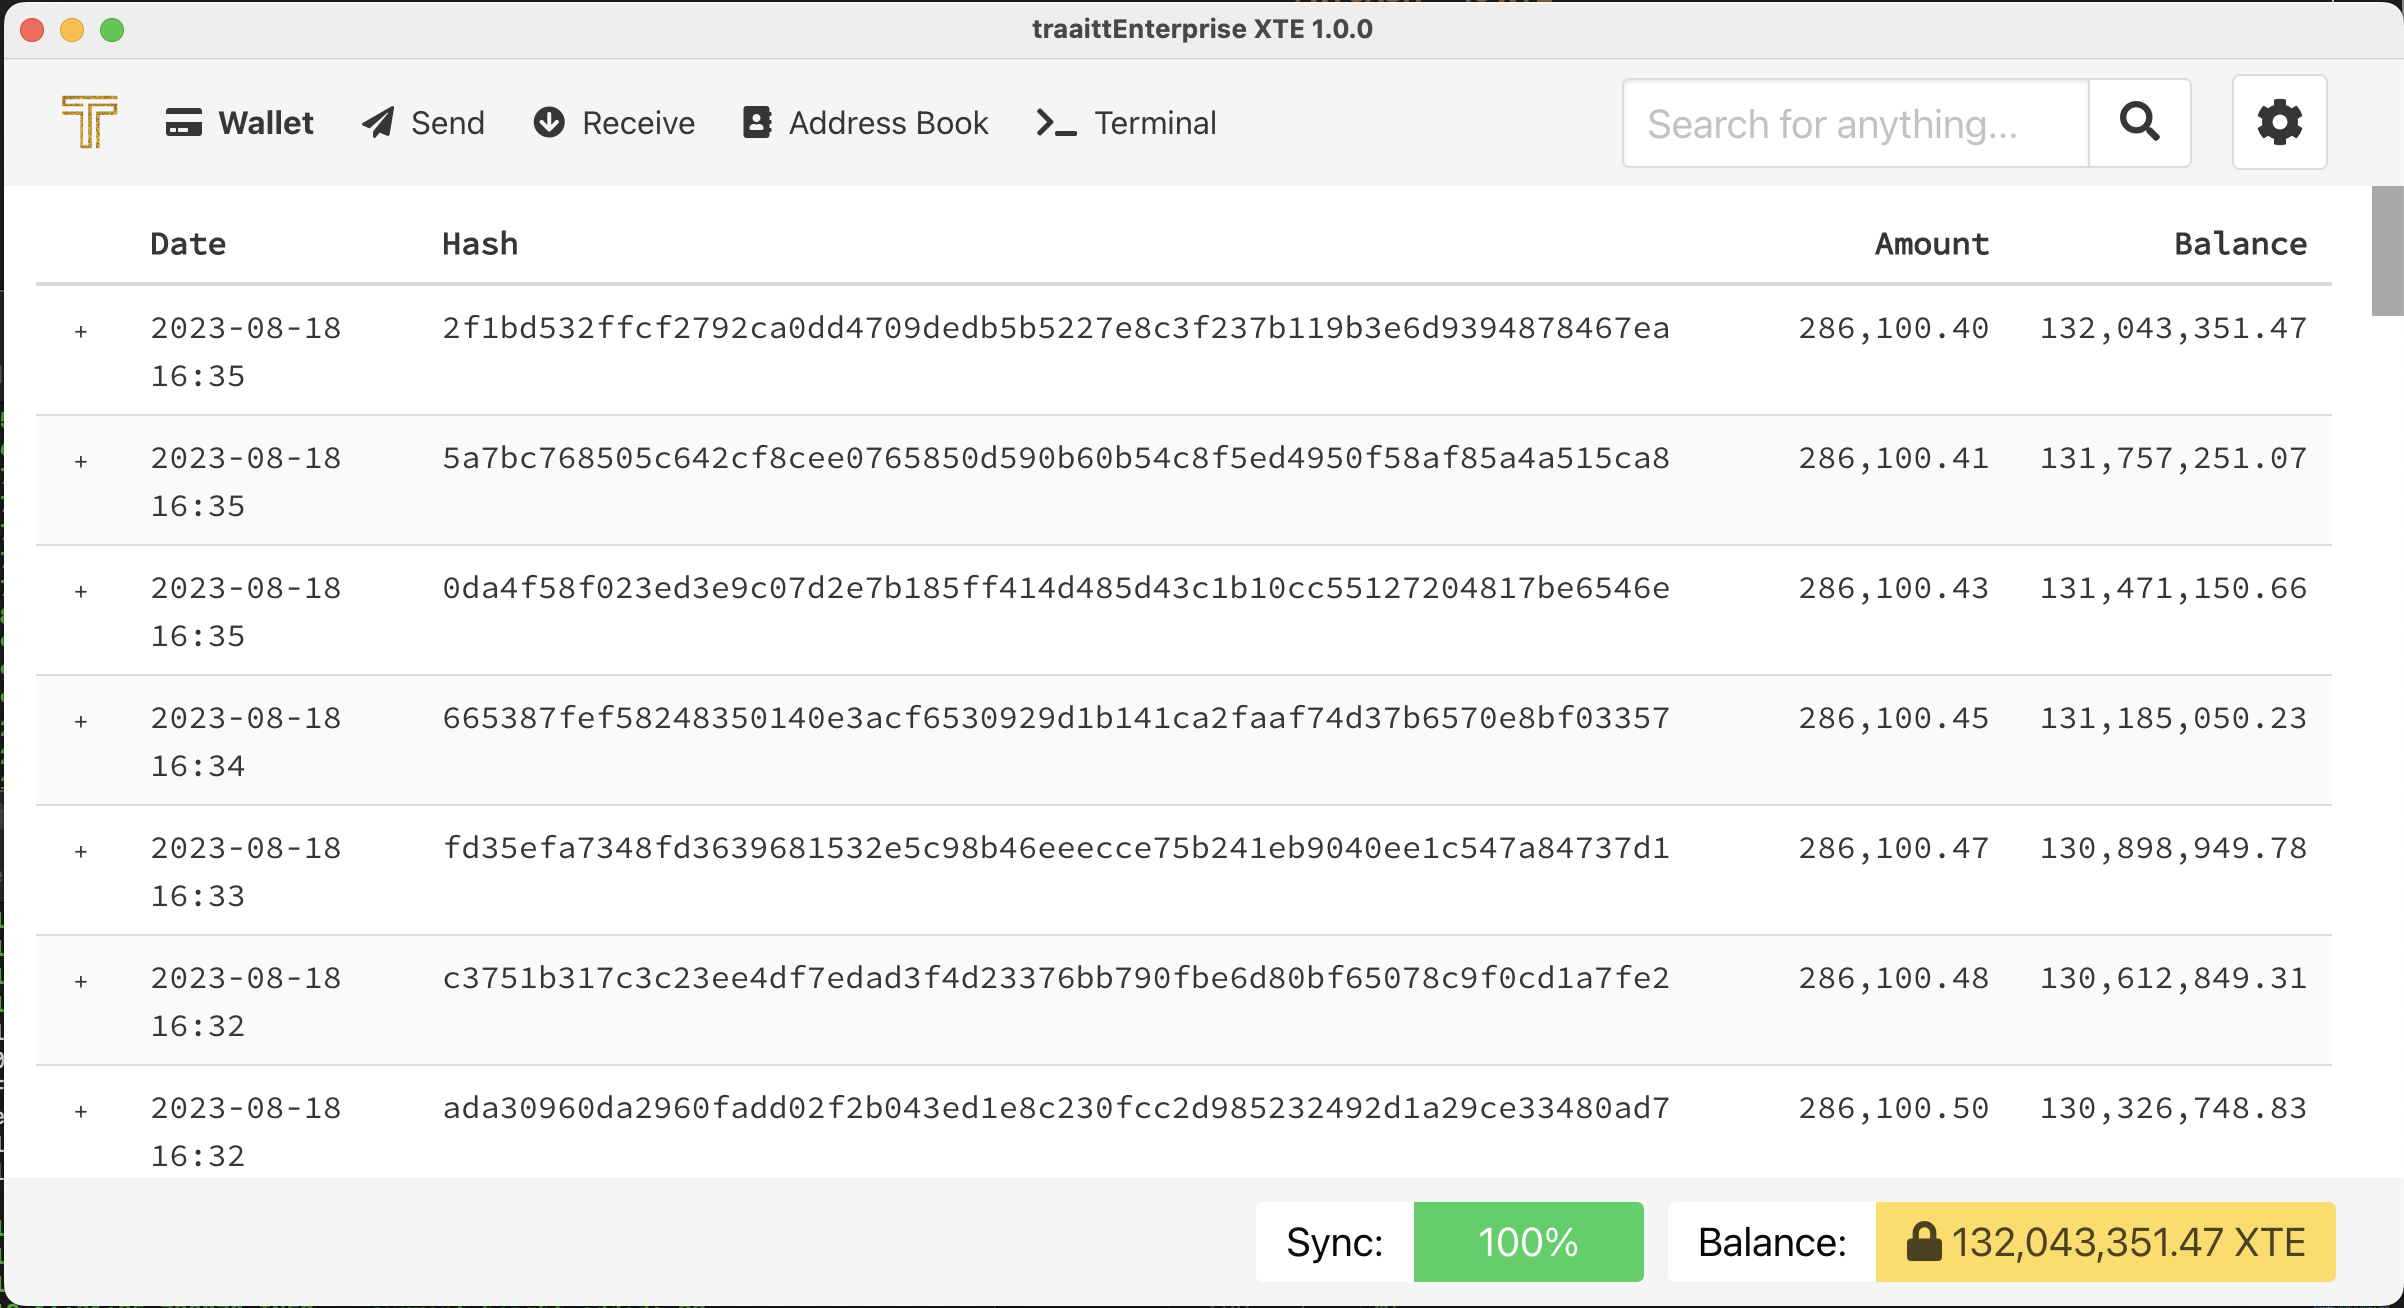 traaittEnterprise XTE 1.0.0
Wallet Send Receive Address Book Terminal Search for anything...
Date Hash Amount Balance
+ 2023-08-18 2f1bd532ffcf2792ca0dd4709dedb5b5227e8c3f237b119b3e6d9394878467ea 286,100.40 132,043,351.47
16:35
+ 2023-08-18 5a7bc768505c642cf8cee0765850d590b60b54c8f5ed4950f58af85a4a515ca8 286,100.41 131,757,251.07
16:35
+ 2023-08-18 0da4f58f023ed3e9c07d2e7b185ff414d485d43c1b10cc55127204817be6546e 286,100.43 131,471,150.66
16:35
+ 2023-08-18 665387fef58248350140e3acf6530929d1b141ca2faaf74d37b6570e8bf03357 286,100.45 131,185,050.23
16:34
+ 2023-08-18 fd35efa7348fd3639681532e5c98b46eeecce75b241eb9040ee1c547a84737d1 286,100.47 130,898,949.78
16:33
+ 2023-08-18 c3751b317c3c23ee4df7edad3f4d23376bb790fbe6d80bf65078c9f0cd1a7fe2 286,100.48 130,612,849.31
16:32
+ 2023-08-18 ada30960da2960fadd02f2b043ed1e8c230fcc2d985232492d1a29ce33480ad7 286,100.50 130,326,748.83
16:32
Sync: 100% Balance: 132,043,351.47 XTE